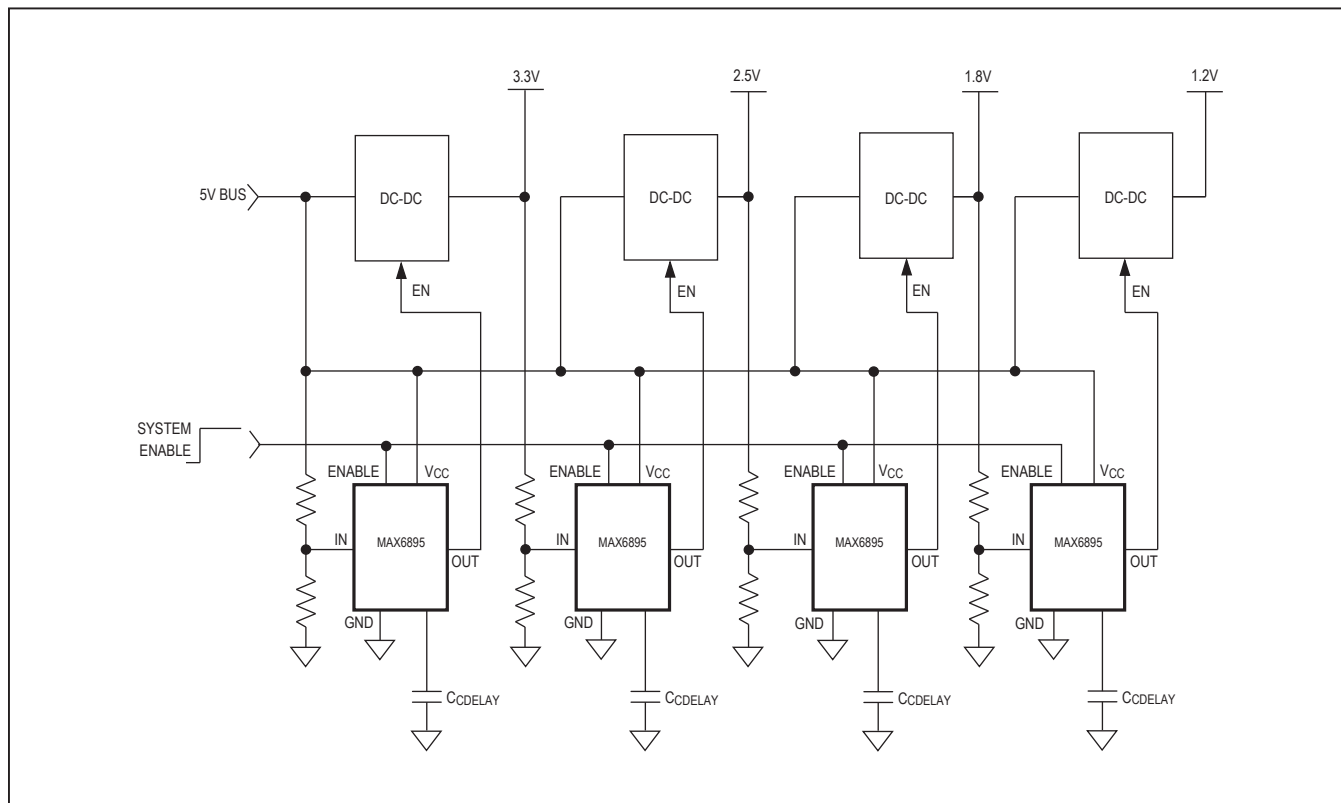 3.3V
2.5V
1.8V
1.2V
5V BUS
DC-DC
DC-DC
DC-DC
DC-DC
EN
EN
EN
EN
SYSTEM
ENABLE
ENABLE
VCC
ENABLE
VCC
ENABLE
VCC
ENABLE
VCC
IN
MAX6895
OUT
IN
MAX6895
OUT
IN
MAX6895
OUT
IN
MAX6895
OUT
GND
GND
GND
GND
CCDELAY
CCDELAY
CCDELAY
CCDELAY